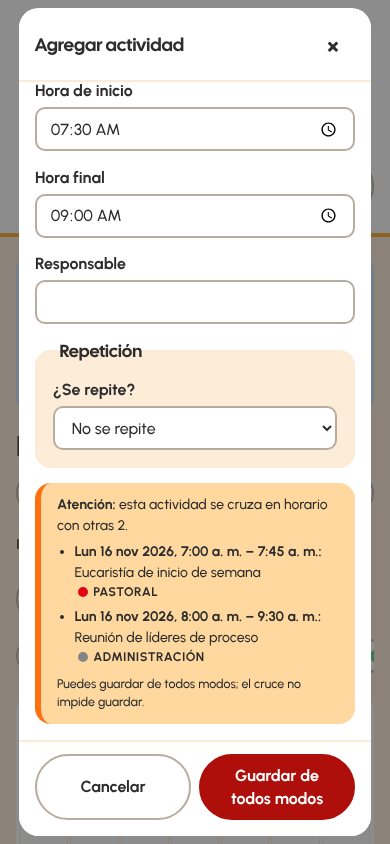 Agregar actividad
×
Hora de inicio
07:30 AM
Hora final
09:00 AM
Responsable
Repetición
¿Se repite?
No se repite
Atención: esta actividad se cruza en horario
con otras 2.
• Lun 16 nov 2026, 7:00 a. m. – 7:45 a. m.:
Eucaristía de inicio de semana
PASTORAL
• Lun 16 nov 2026, 8:00 a. m. – 9:30 a. m.:
Reunión de líderes de proceso
ADMINISTRACIÓN
Puedes guardar de todos modos; el cruce no
impide guardar.
Cancelar
Guardar de
todos modos